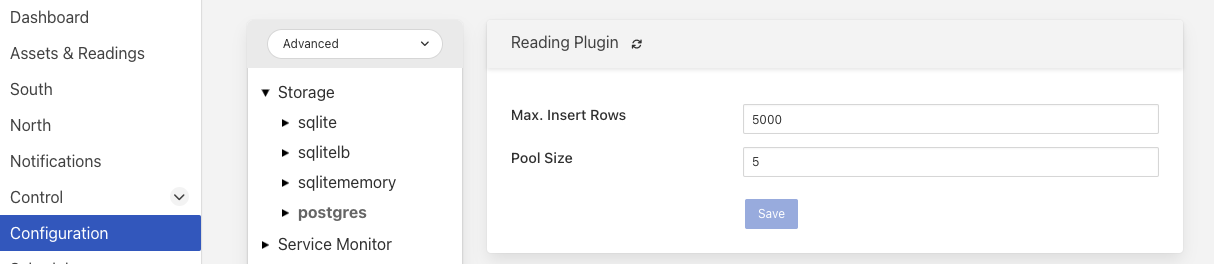 Dashboard
Assets & Readings
South
North
Notifications
Control
Configuration
Advanced
Storage
sqlite
sqlitelb
sqlitememory
postgres
Service Monitor
Reading Plugin
Max. Insert Rows
5000
Pool Size
5
Save